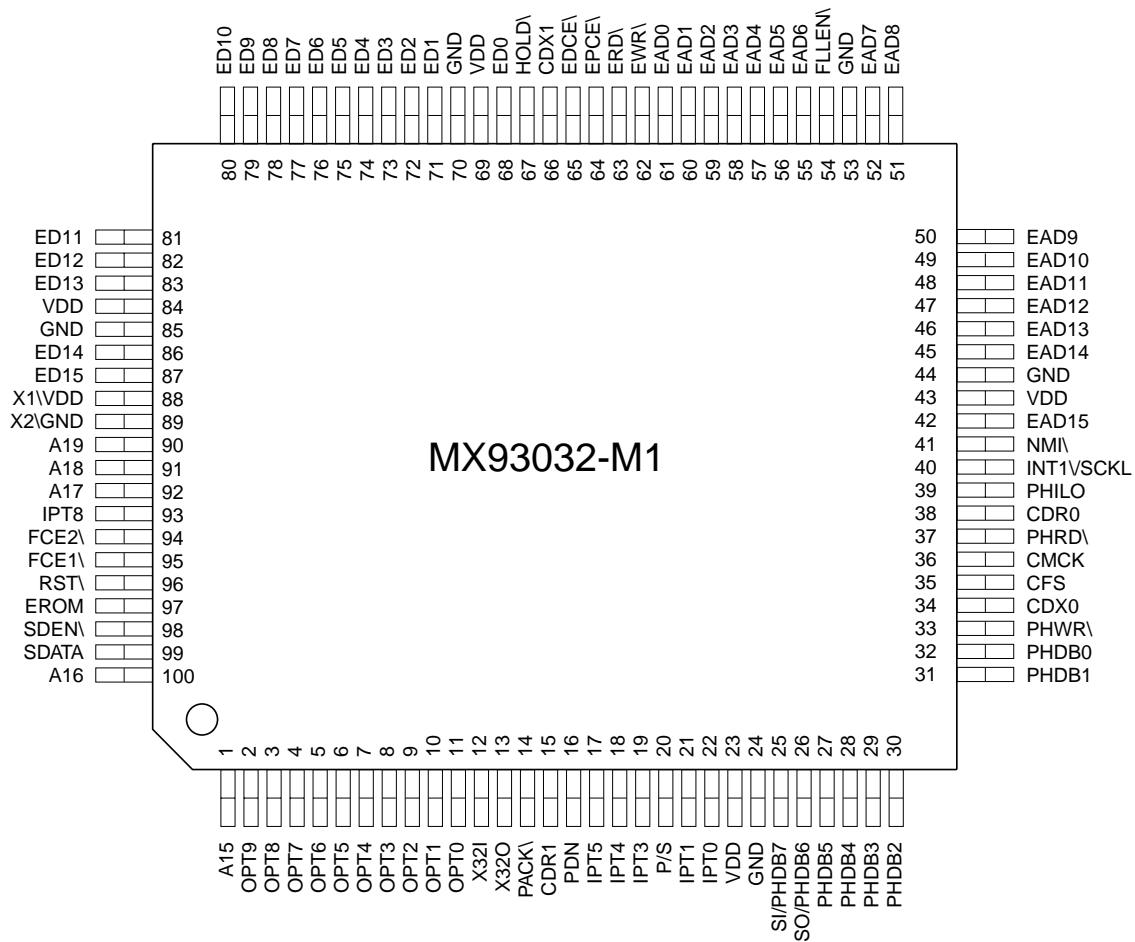 ED10 ED9 ED8 ED7 ED6 ED5 ED4 ED3 ED2 ED1 GND VDD ED0 HOLD\ CDX1 EDCE\ EPCE\ ERD\ EWR\ EAD0 EAD1 EAD2 EAD3 EAD4 EAD5 EAD6 FLLEN\ GND EAD7 EAD8
80 79 78 77 76 75 74 73 72 71 70 69 68 67 66 65 64 63 62 61 60 59 58 57 56 55 54 53 52 51
ED11 81
ED12 82
ED13 83
VDD 84
GND 85
ED14 86
ED15 87
X1\VDD 88
X2\GND 89
A19 90
A18 91
A17 92
IPT8 93
FCE2\ 94
FCE1\ 95
RST\ 96
EROM 97
SDEN\ 98
SDATA 99
A16 100
MX93032-M1
50 EAD9
49 EAD10
48 EAD11
47 EAD12
46 EAD13
45 EAD14
44 GND
43 VDD
42 EAD15
41 NMI\
40 INT1\/SCKL
39 PHILO
38 CDR0
37 PHRD\
36 CMCK
35 CFS
34 CDX0
33 PHWR\
32 PHDB0
31 PHDB1
1 2 3 4 5 6 7 8 9 10 11 12 13 14 15 16 17 18 19 20 21 22 23 24 25 26 27 28 29 30
A15 OPT9 OPT8 OPT7 OPT6 OPT5 OPT4 OPT3 OPT2 OPT1 OPT0 X32I X32O PACK\ CDR1 PDN IPT5 IPT4 IPT3 P/S IPT1 IPT0 VDD GND SI/PHDB7 SO/PHDB6 PHDB5 PHDB4 PHDB3 PHDB2